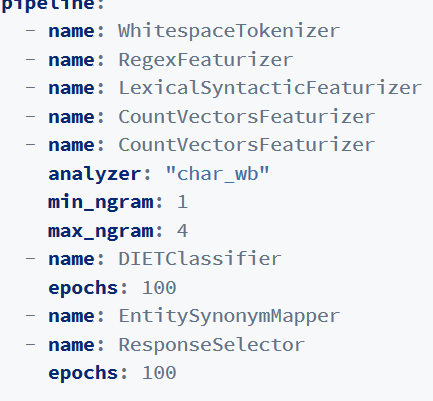 pipeline:
- name: WhitespaceTokenizer
- name: RegexFeaturizer
- name: LexicalSyntacticFeaturizer
- name: CountVectorsFeaturizer
- name: CountVectorsFeaturizer
analyzer: "char_wb"
min_ngram: 1
max_ngram: 4
- name: DIETClassifier
epochs: 100
- name: EntitySynonymMapper
- name: ResponseSelector
epochs: 100